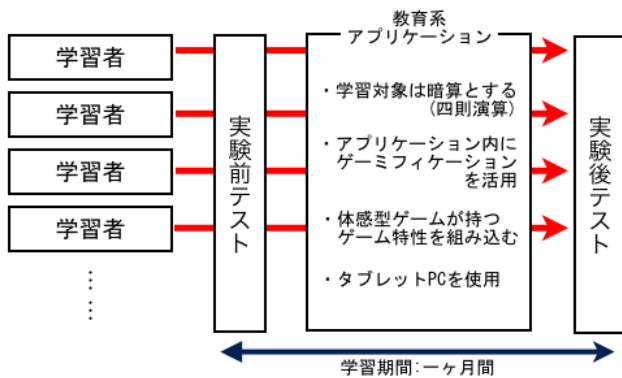 学習者
学習者
学習者
学習者
……
実験前テスト
教育系
アプリケーション
・学習対象は暗算とする
(四則演算)
・アプリケーション内に
ゲーミフィケーション
を活用
・体感型ゲームが持つ
ゲーム特性を組み込む
・タブレットPCを使用
実験後テスト
学習期間:一ヶ月間